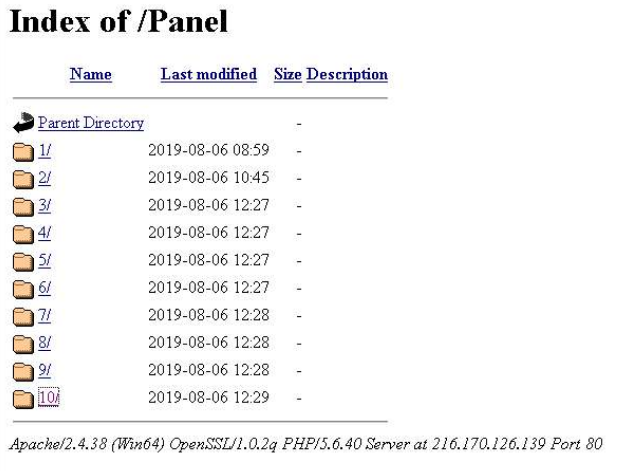 Index of /Panel
Name Last modified Size Description
Parent Directory -
1/ 2019-08-06 08:59 -
2/ 2019-08-06 10:45 -
3/ 2019-08-06 12:27 -
4/ 2019-08-06 12:27 -
5/ 2019-08-06 12:27 -
6/ 2019-08-06 12:27 -
7/ 2019-08-06 12:28 -
8/ 2019-08-06 12:28 -
9/ 2019-08-06 12:28 -
10/ 2019-08-06 12:29 -
Apache/2.4.38 (Win64) OpenSSL/1.0.2q PHP/5.6.40 Server at 216.170.126.139 Port 80